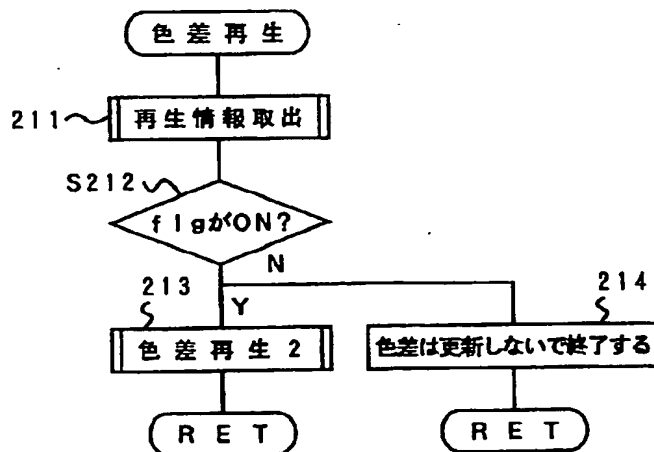 色差再生
211
再生情報取出
S212
flgがON?
N
213
Y
214
色差再生2
色差は更新しないで終了する
RET
RET